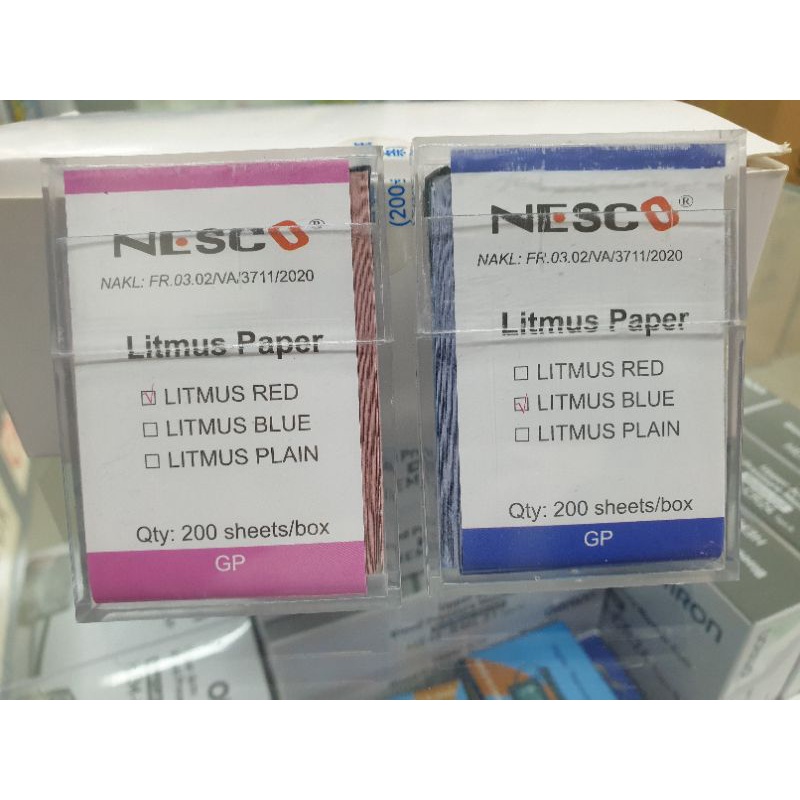 NESCO®
NAKL: FR.03.02/VA/3711/2020
Litmus Paper
LITMUS RED
LITMUS BLUE
LITMUS PLAIN
Qty: 200 sheets/box
GP
(200
NESCO®
NAKL: FR.03.02/VA/3711/2020
Litmus Paper
LITMUS RED
LITMUS BLUE
LITMUS PLAIN
Qty: 200 sheets/box
GP